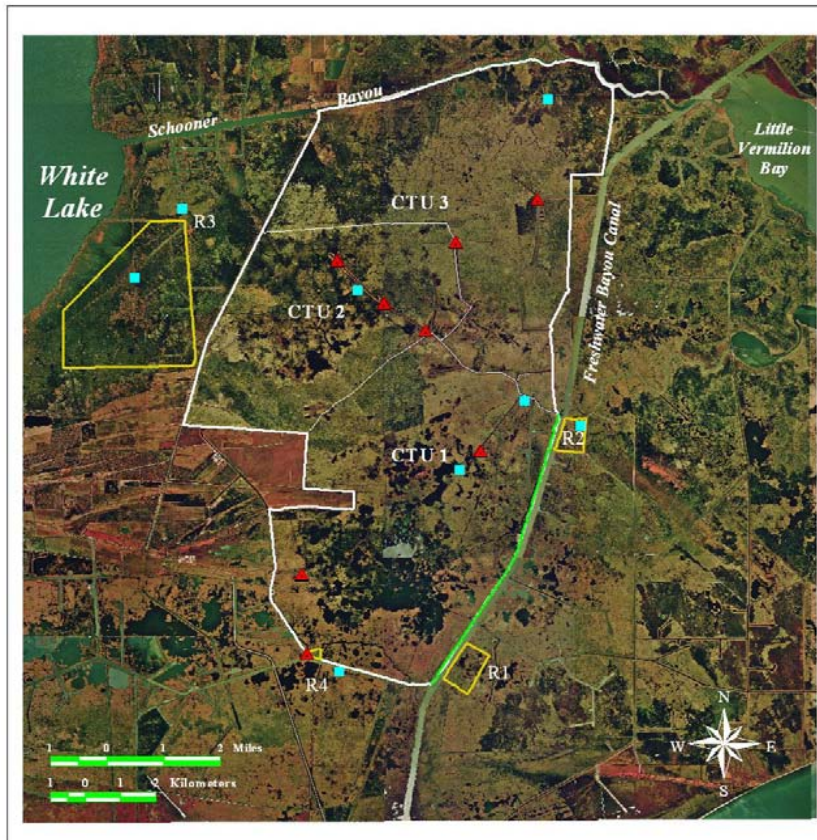 Schooner
Bayou
Little
Vermilion
Bay
White
Lake
R3
CTU 3
CTU 2
Freshwater Bayou Canal
CTU 1
R2
R4
R1
N
W E
S
1 0 1 2 Miles
1 0 1 2 Kilometers